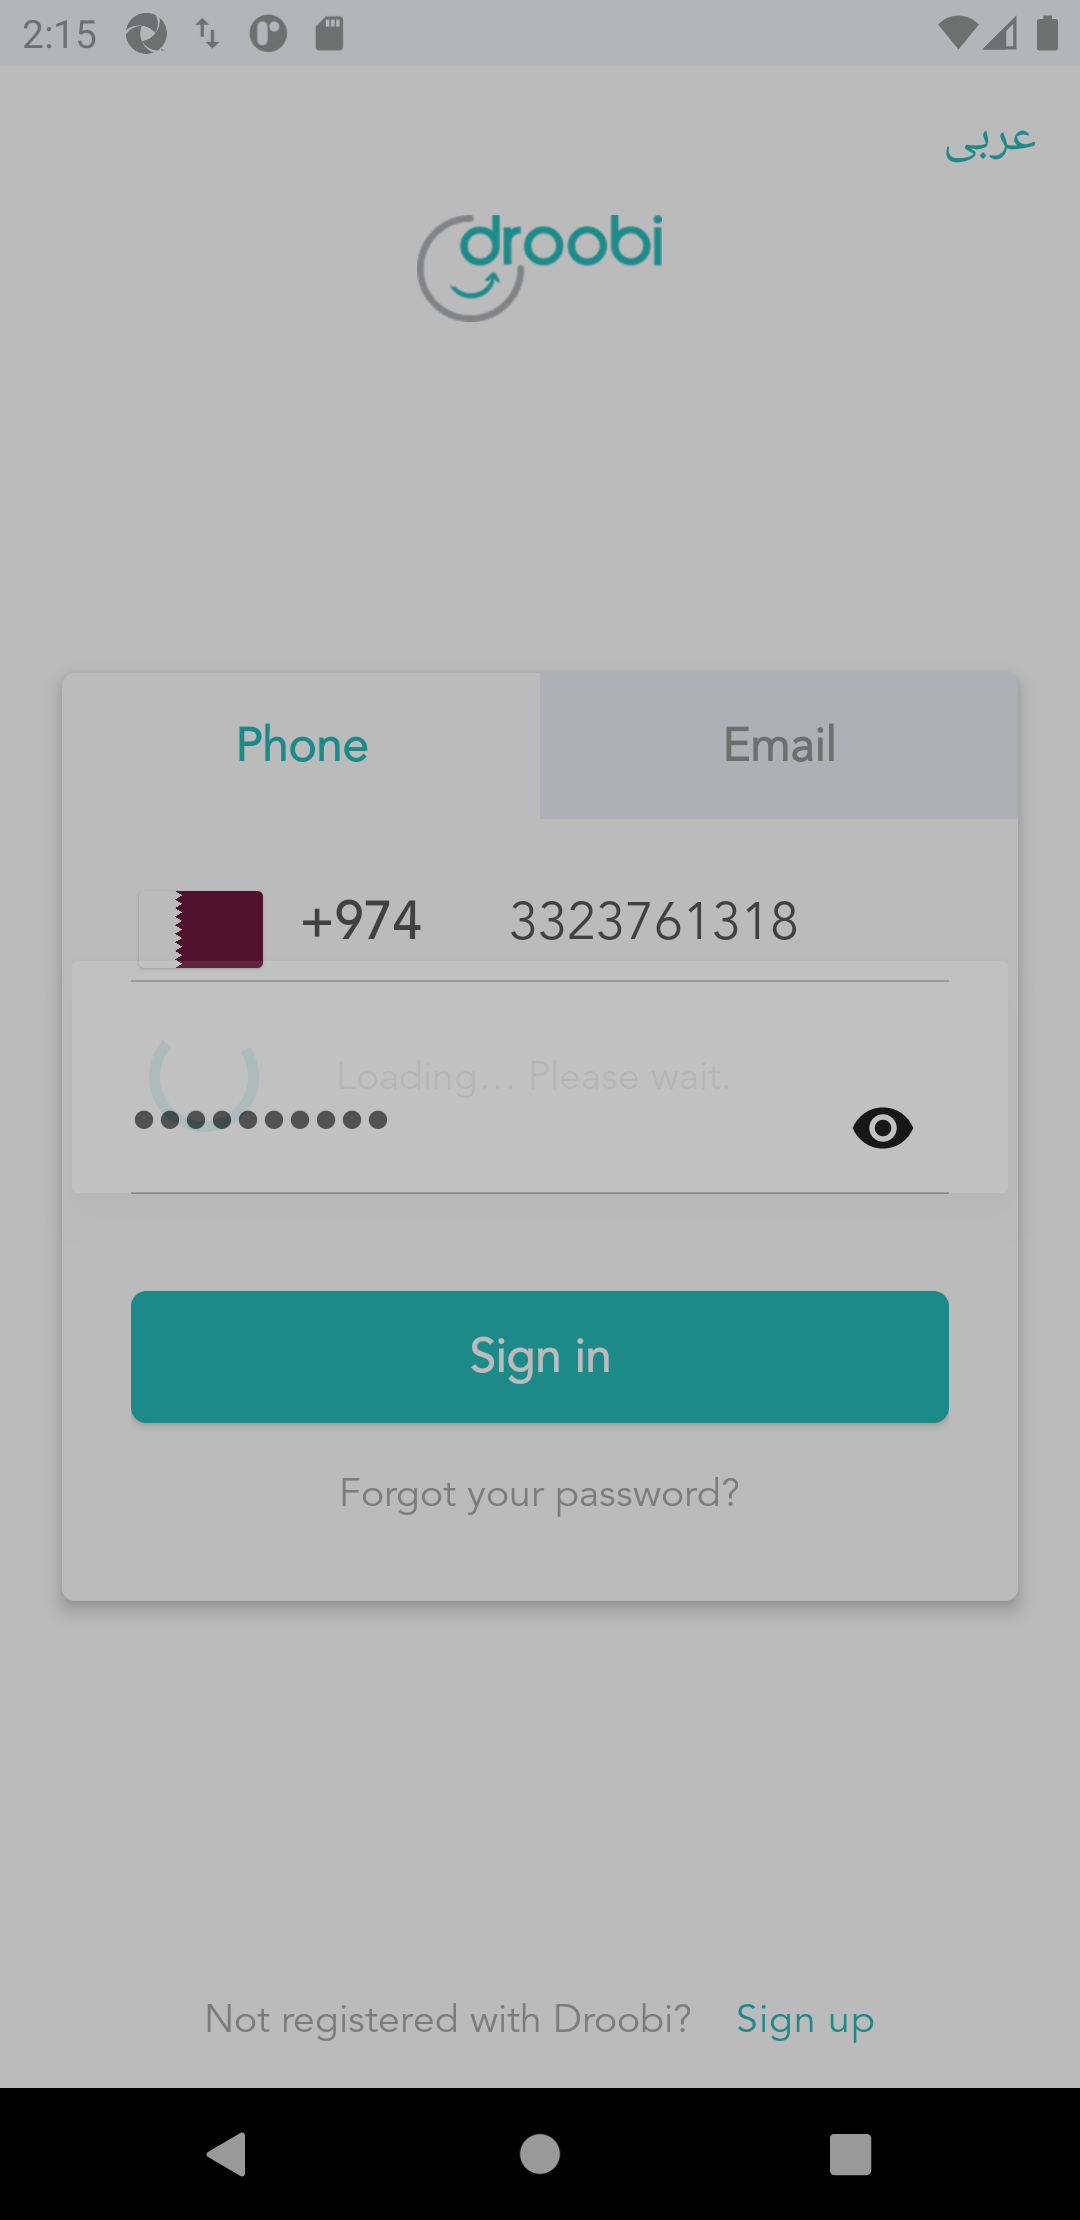 2:15
عربى
droobi
Phone
Email
+974
3323761318
Loading... Please wait.
••••••••••
Sign in
Forgot your password?
Not registered with Droobi? Sign up